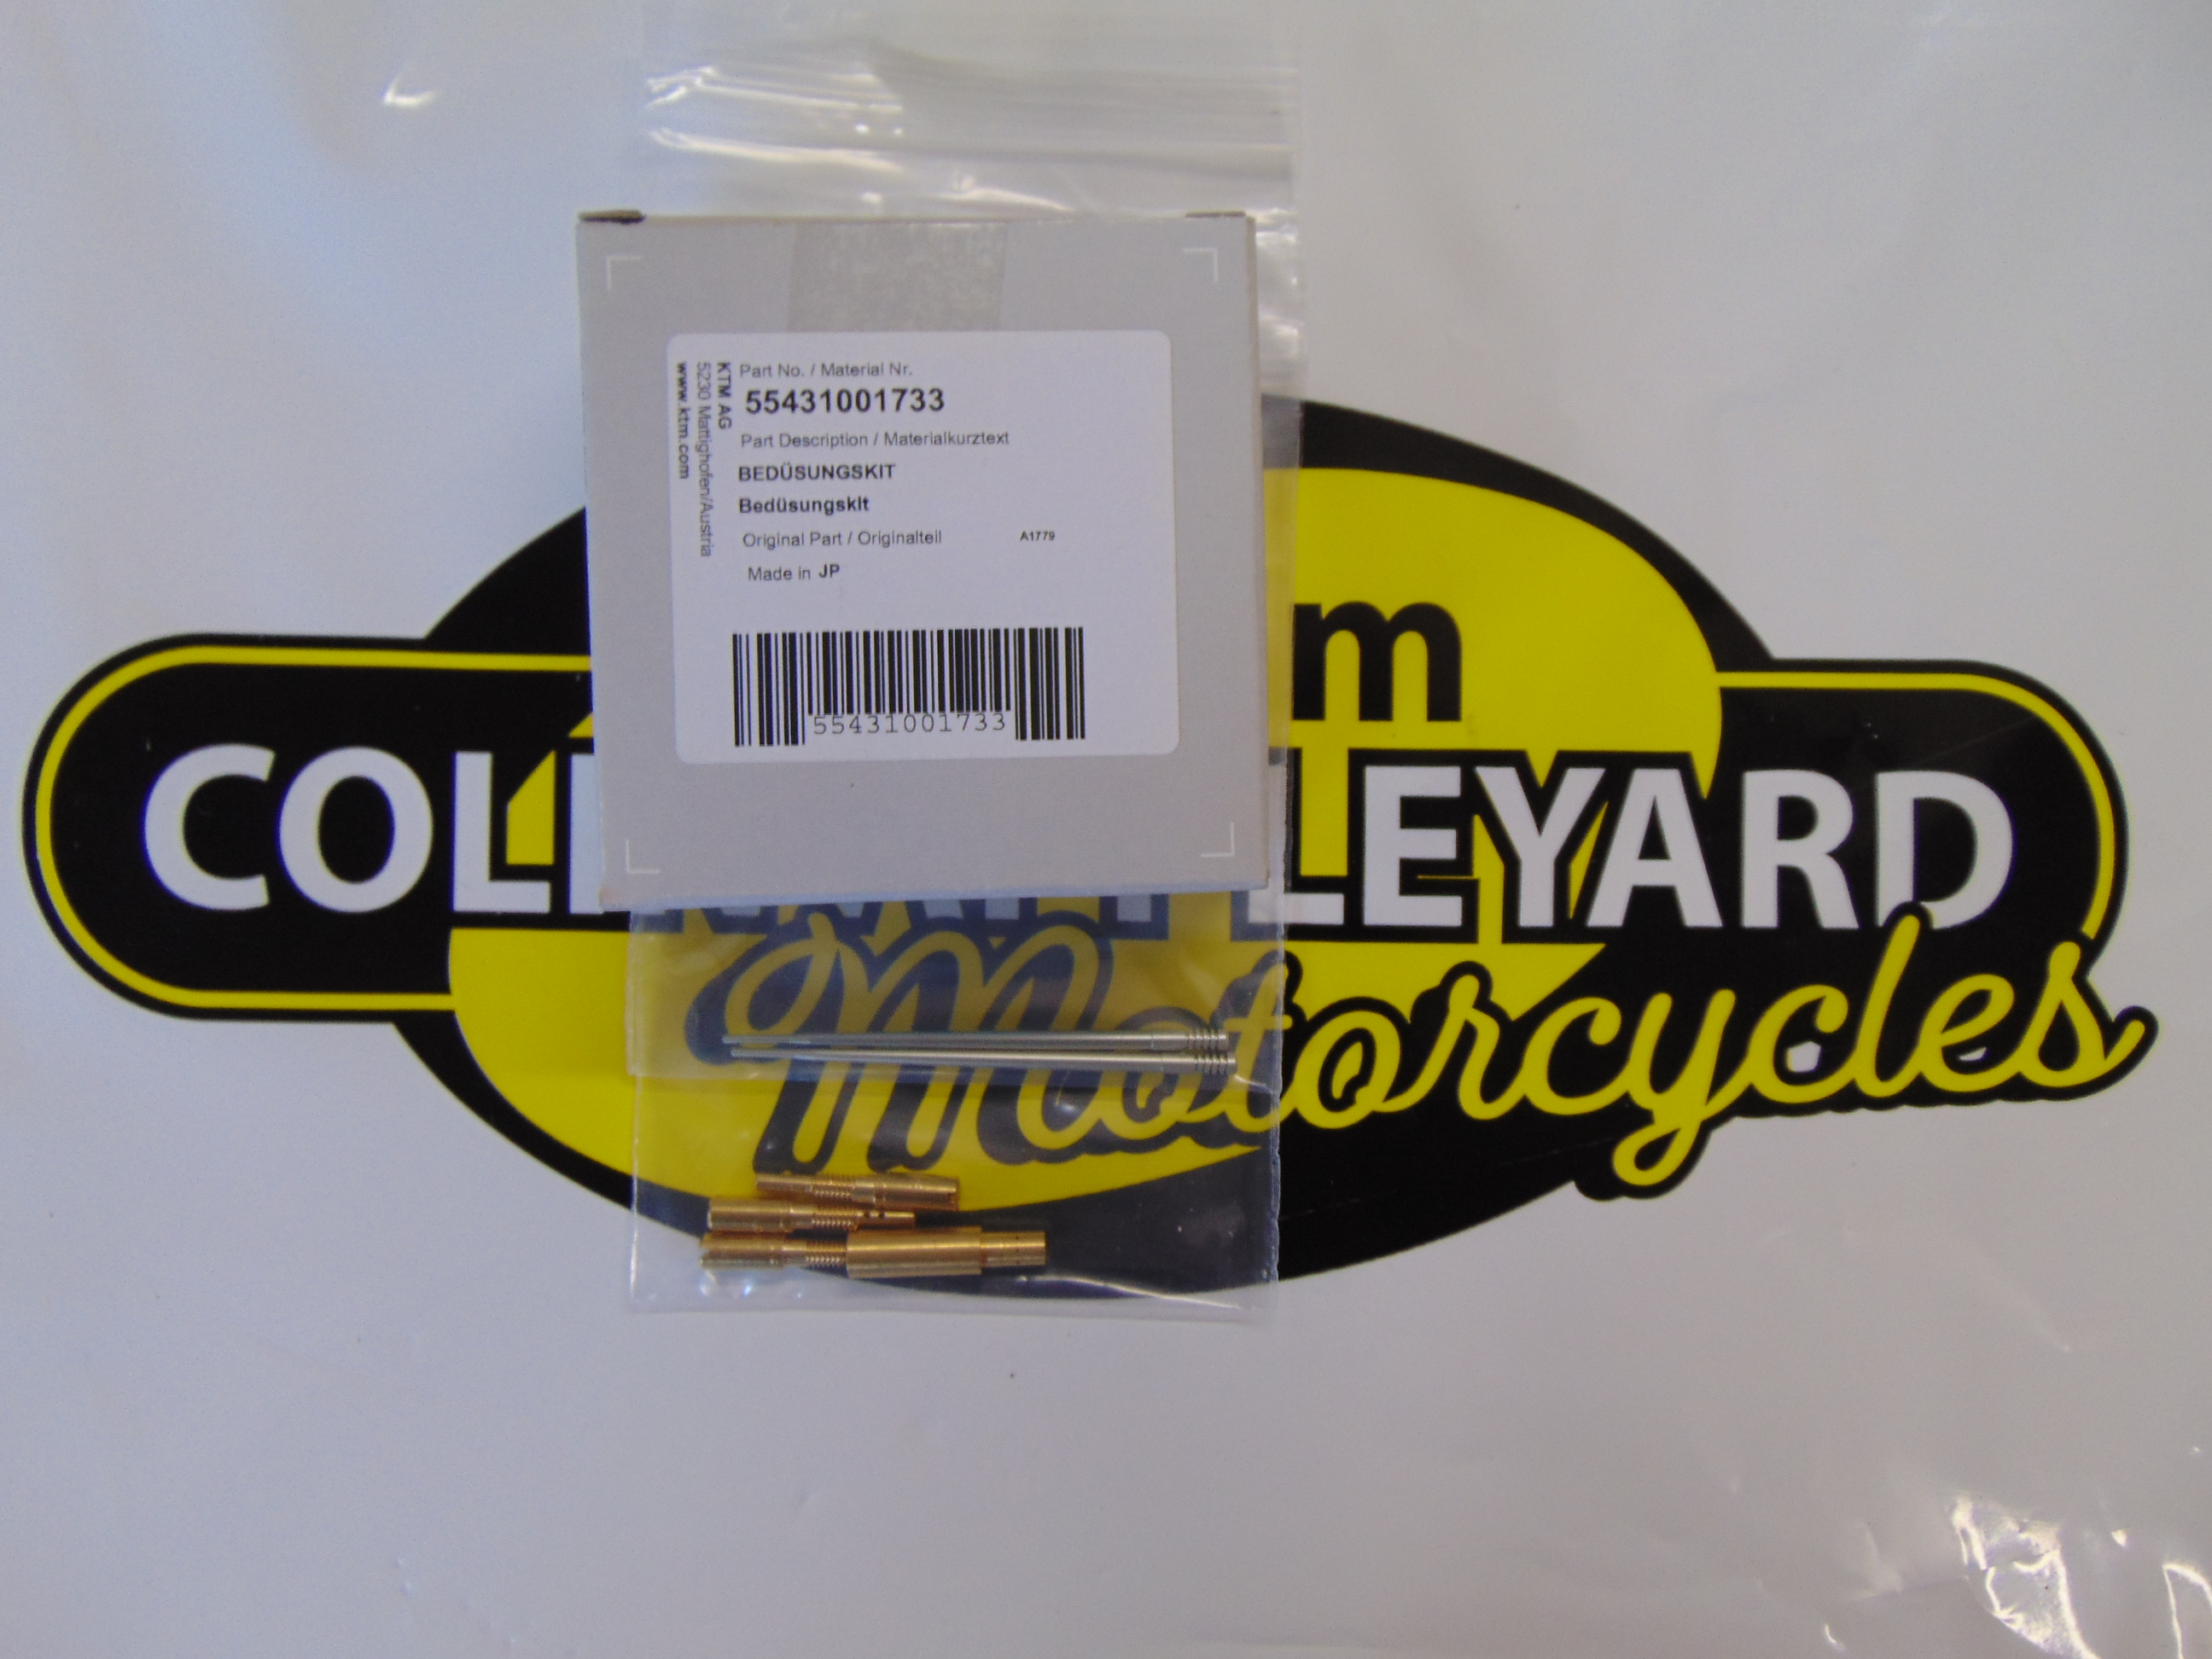 Part No. / Material Nr.
55431001733
Part Description / Materialkurztext
BEDÜSUNGSKIT
Bedüsungskit
Original Part / Originalteil A1779
Made in JP
55431001733
KTM AG
5230 Mattighofen/Austria
www.ktm.com
m
COL LEYARD
Motorcycles